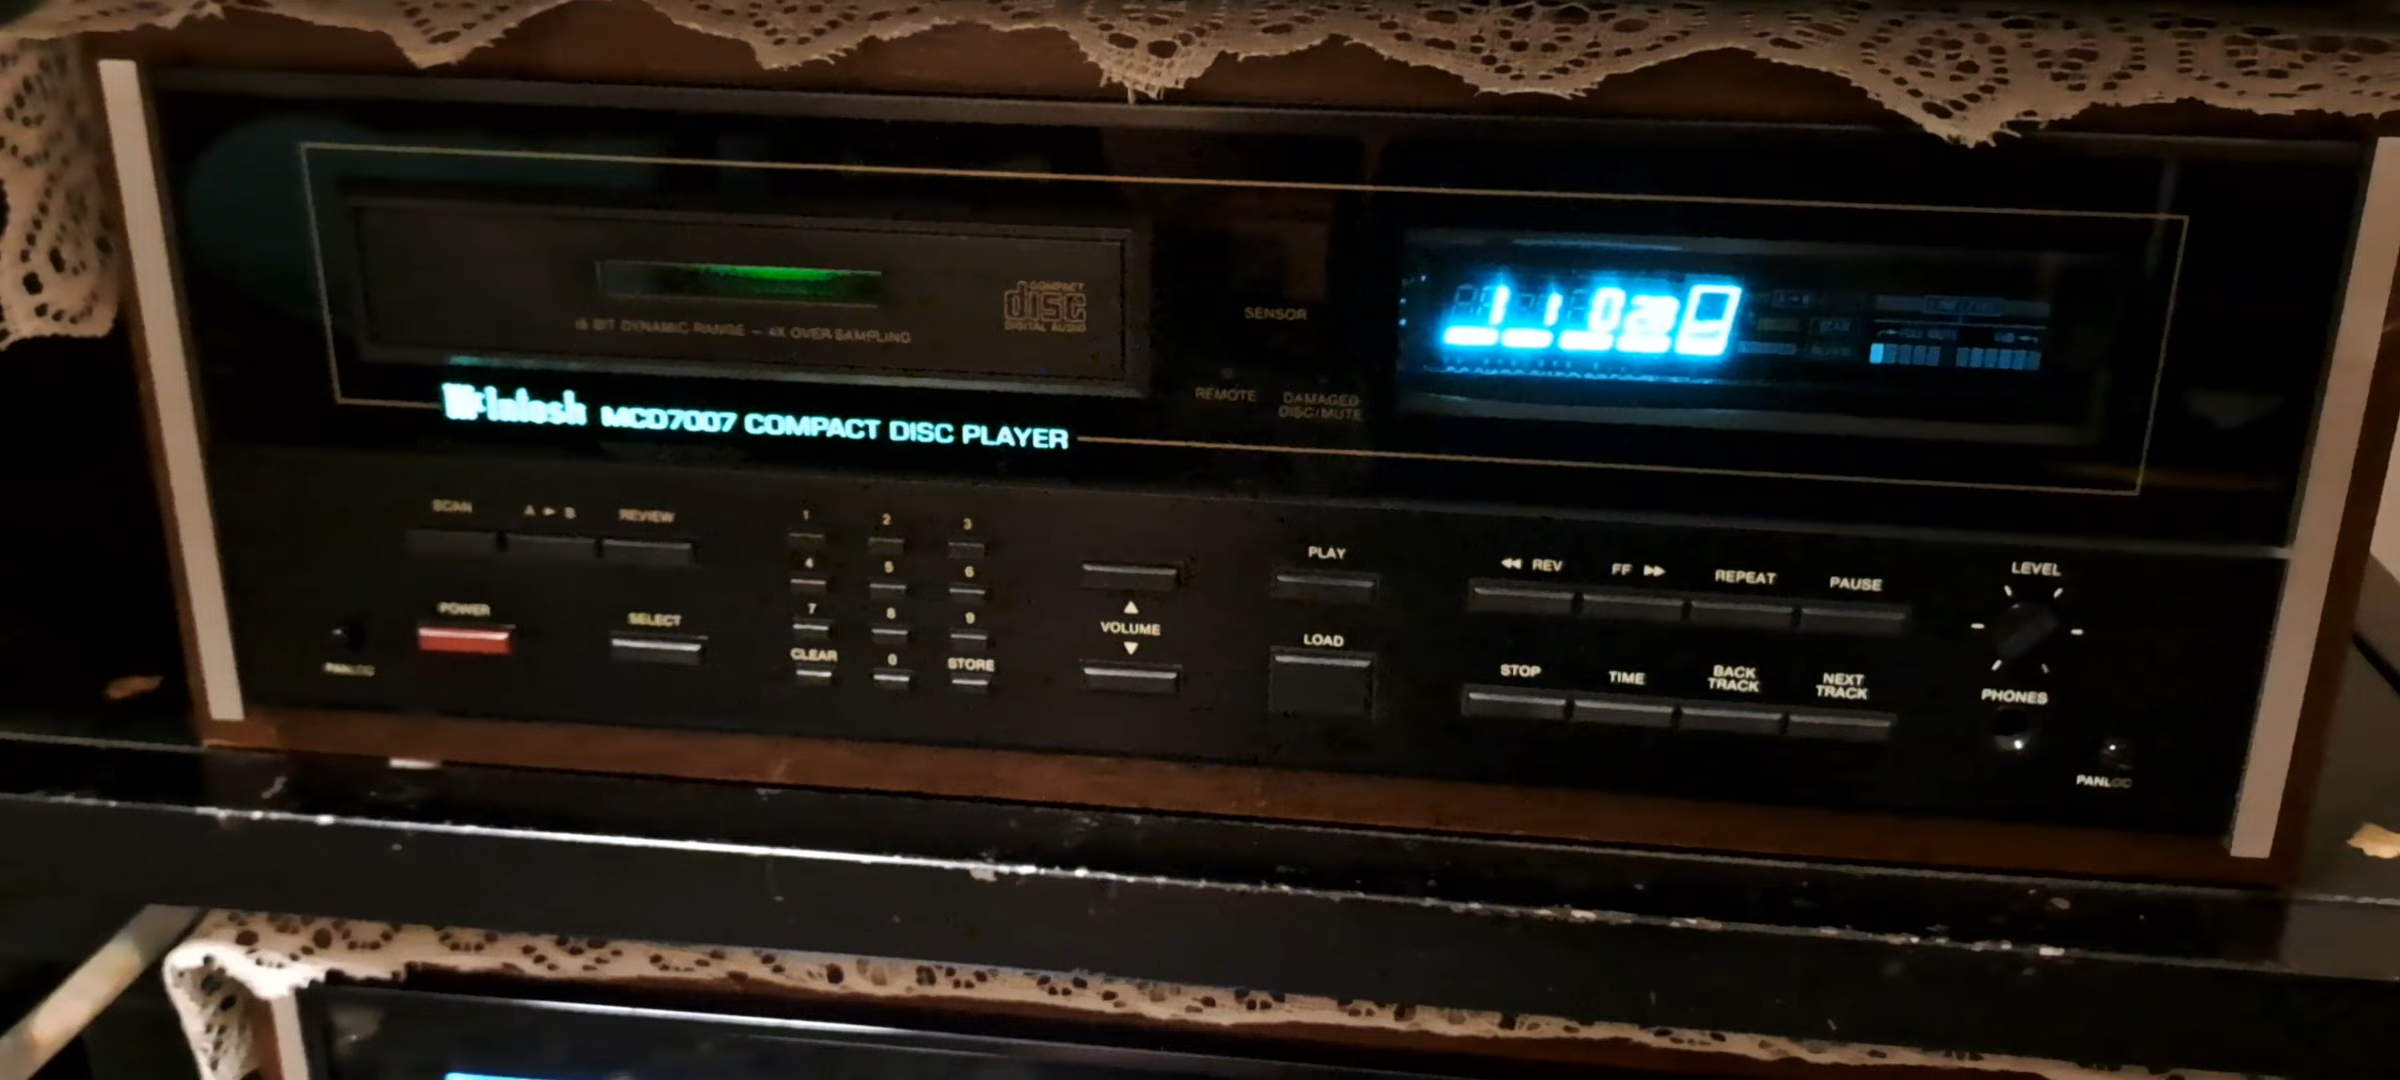 COMPACT
disc
DIGITAL AUDIO
16 BIT DYNAMIC RANGE – 4X OVERSAMPLING
SENSOR
REMOTE
DAMAGED
DISC/MUTE
McIntosh MCD7007 COMPACT DISC PLAYER
SCAN
A ► B
REVIEW
1
2
3
4
5
6
7
8
9
CLEAR
0
STORE
POWER
SELECT
PANLOC
▲
VOLUME
▼
PLAY
LOAD
◄◄ REV
FF ►►
REPEAT
PAUSE
STOP
TIME
BACK
TRACK
NEXT
TRACK
LEVEL
PHONES
PANLOC